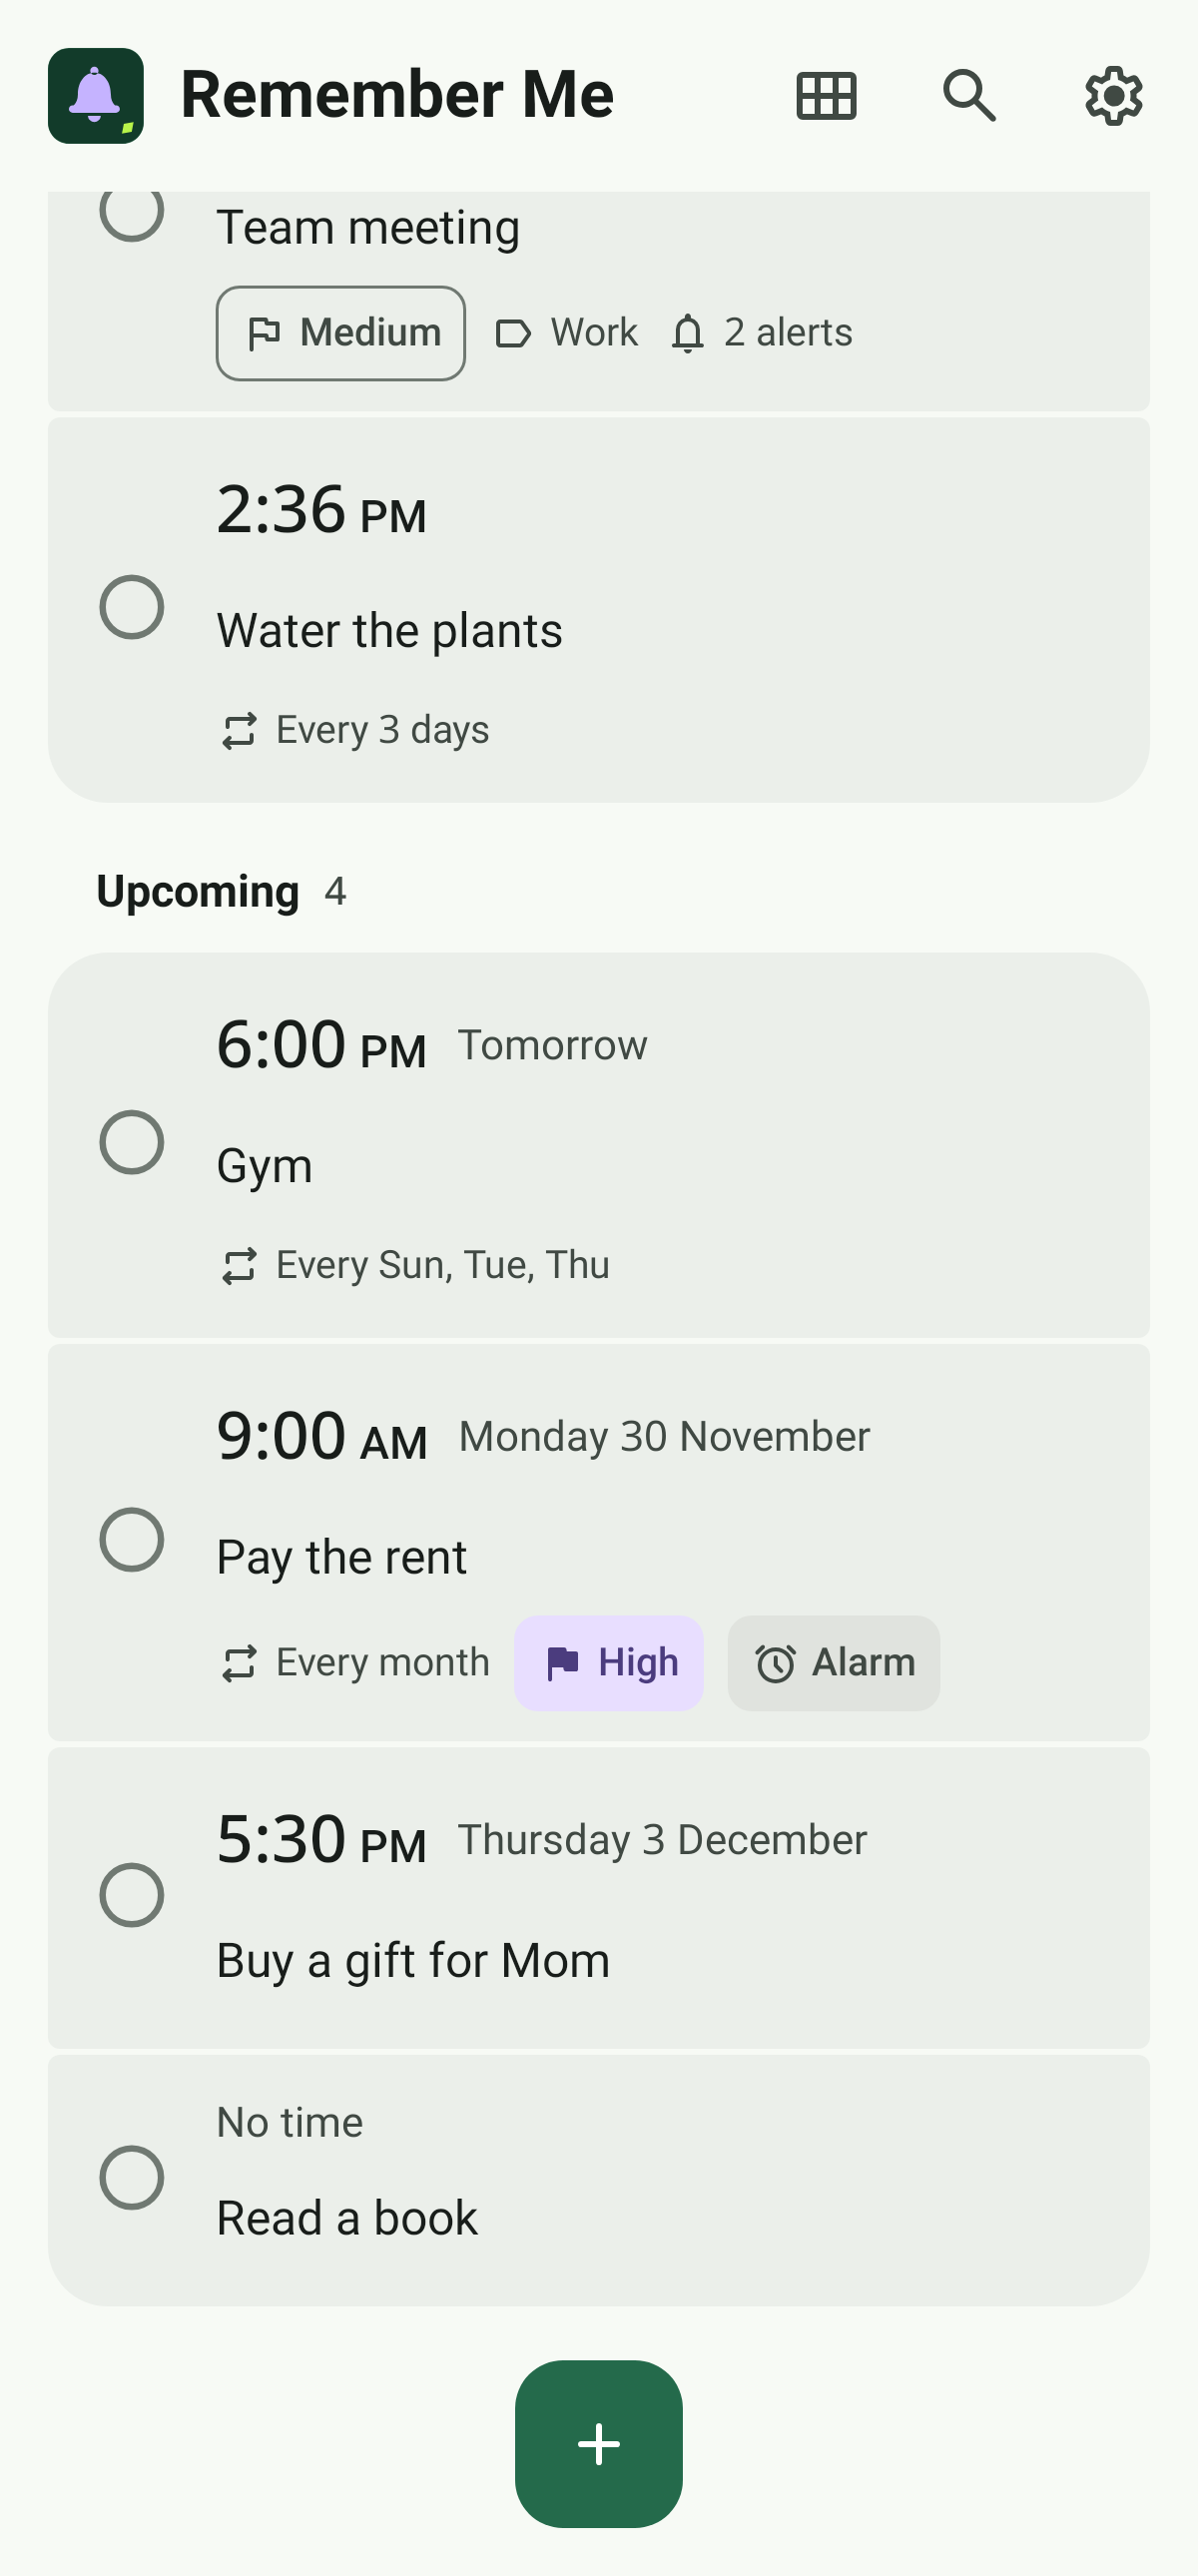 Remember Me
Team meeting
Medium Work 2 alerts
2:36 PM
Water the plants
Every 3 days
Upcoming 4
6:00 PM Tomorrow
Gym
Every Sun, Tue, Thu
9:00 AM Monday 30 November
Pay the rent
Every month High Alarm
5:30 PM Thursday 3 December
Buy a gift for Mom
No time
Read a book